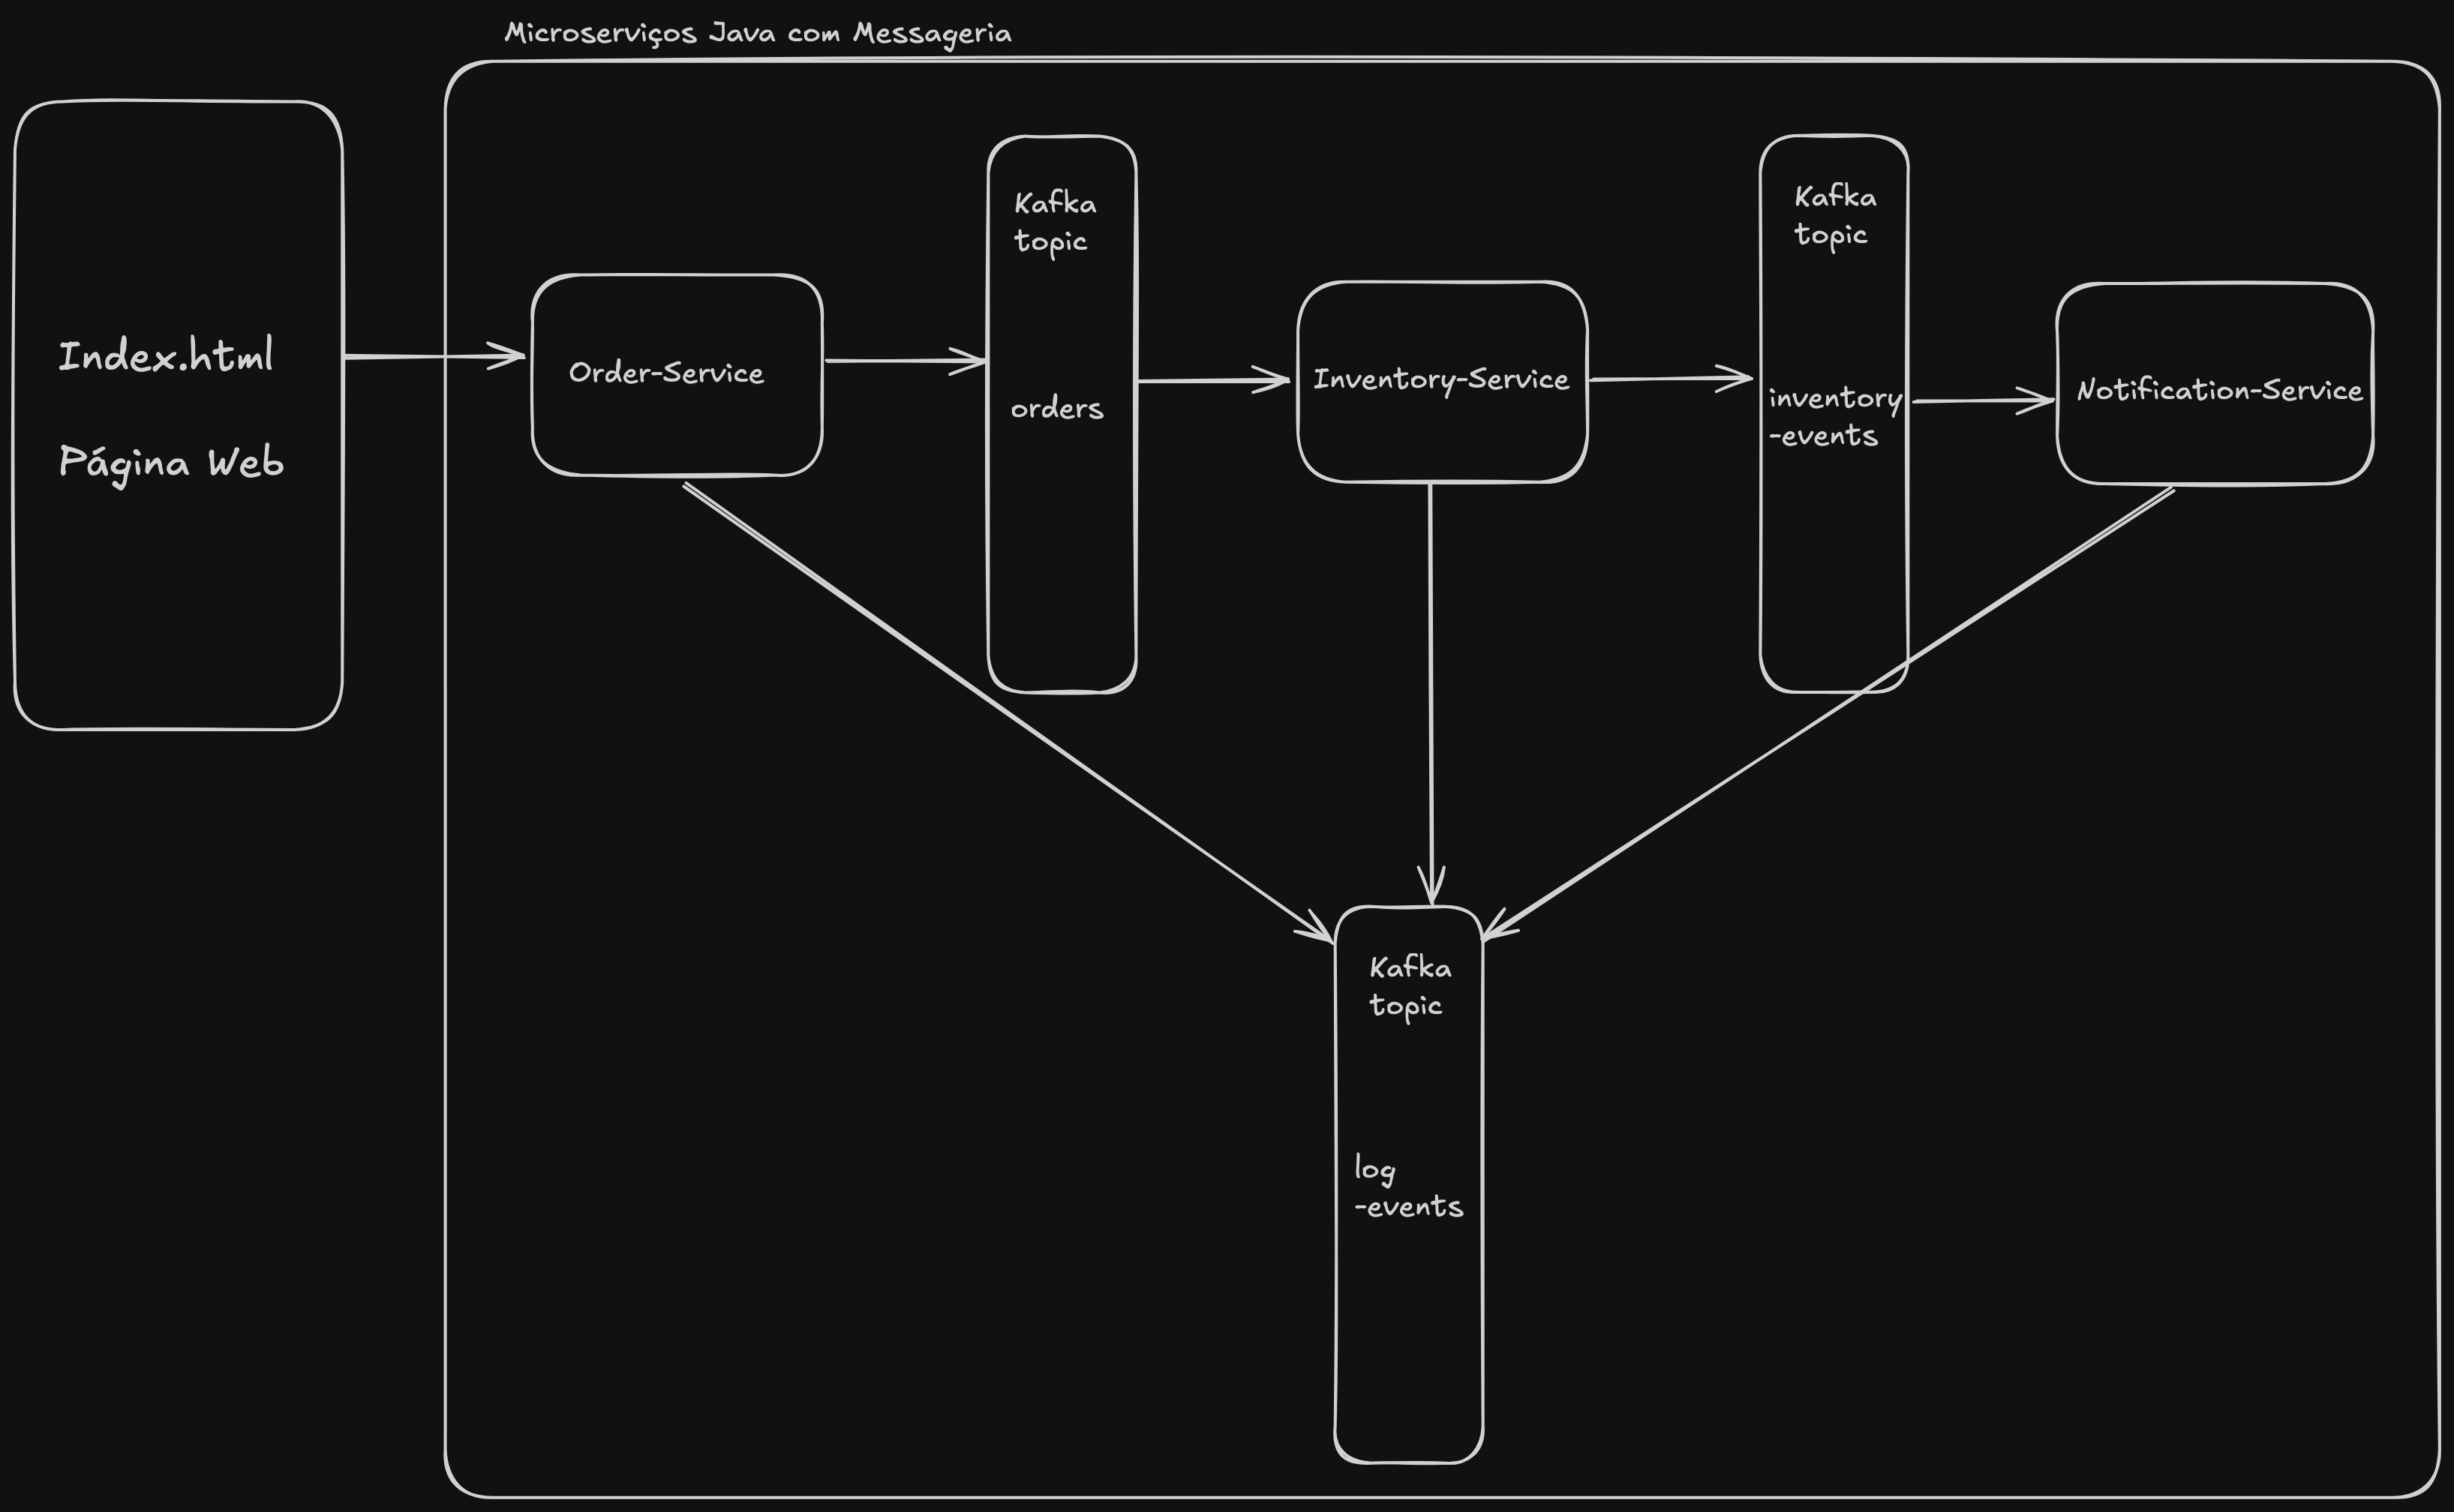 Microserviços Java com Messageria
Index.html
Página Web
Order-Service
Kafka
topic
orders
Inventory-Service
Kafka
topic
inventory
-events
Notification-Service
Kafka
topic
log
-events